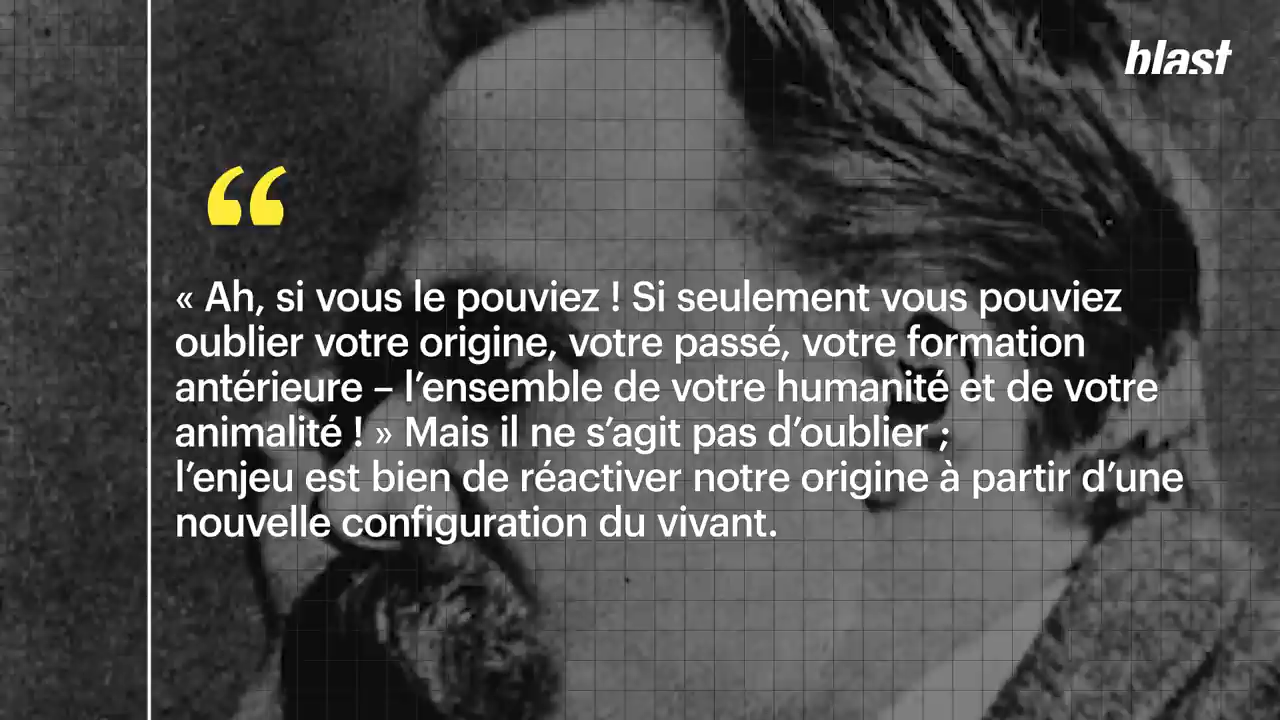 blast
“
« Ah, si vous le pouviez ! Si seulement vous pouviez
oublier votre origine, votre passé, votre formation
antérieure – l’ensemble de votre humanité et de votre
animalité ! » Mais il ne s’agit pas d’oublier ;
l’enjeu est bien de réactiver notre origine à partir d’une
nouvelle configuration du vivant.